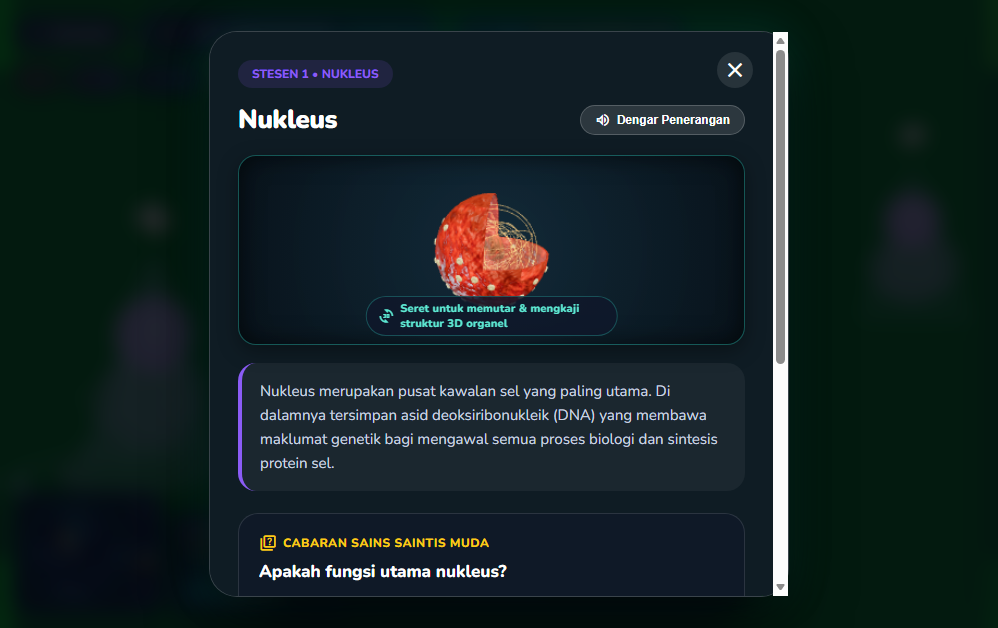 STESEN 1 • NUKLEUS
Nukleus
Dengar Penerangan
Seret untuk memutar & mengkaji
struktur 3D organel
Nukleus merupakan pusat kawalan sel yang paling utama. Di
dalamnya tersimpan asid deoksiribonukleik (DNA) yang membawa
maklumat genetik bagi mengawal semua proses biologi dan sintesis
protein sel.
CABARAN SAINS SAINTIS MUDA
Apakah fungsi utama nukleus?